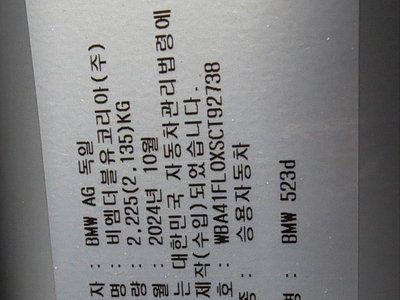 자 : BMW AG 독일
명 : 비엠더블유 코리아(주)
량 : 2,225(2,135)KG
월 : 2024년 10월
는 대한민국 자동차관리법령에
제작(수입)되었습니다.
호 : WBA41FL0XSCT92738
종 : 승용자동차
명 : BMW 523d